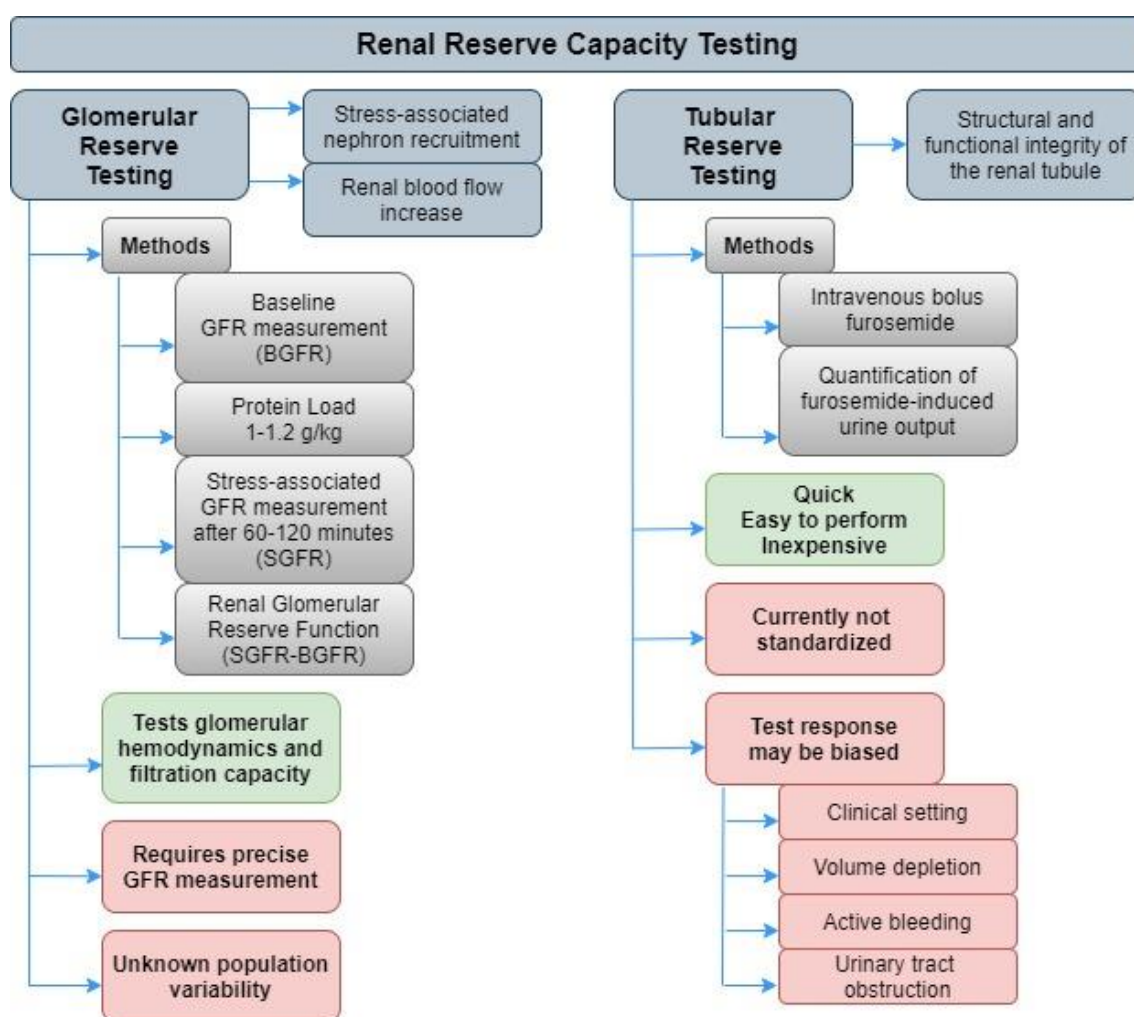 Renal Reserve Capacity Testing
Glomerular
Reserve
Testing
Stress-associated
nephron recruitment
Renal blood flow
increase
Methods
Baseline
GFR measurement
(BGFR)
Protein Load
1-1.2 g/kg
Stress-associated
GFR measurement
after 60-120 minutes
(SGFR)
Renal Glomerular
Reserve Function
(SGFR-BGFR)
Tests glomerular
hemodynamics and
filtration capacity
Requires precise
GFR measurement
Unknown population
variability
Tubular
Reserve
Testing
Structural and
functional integrity of
the renal tubule
Methods
Intravenous bolus
furosemide
Quantification of
furosemide-induced
urine output
Quick
Easy to perform
Inexpensive
Currently not
standardized
Test response
may be biased
Clinical setting
Volume depletion
Active bleeding
Urinary tract
obstruction